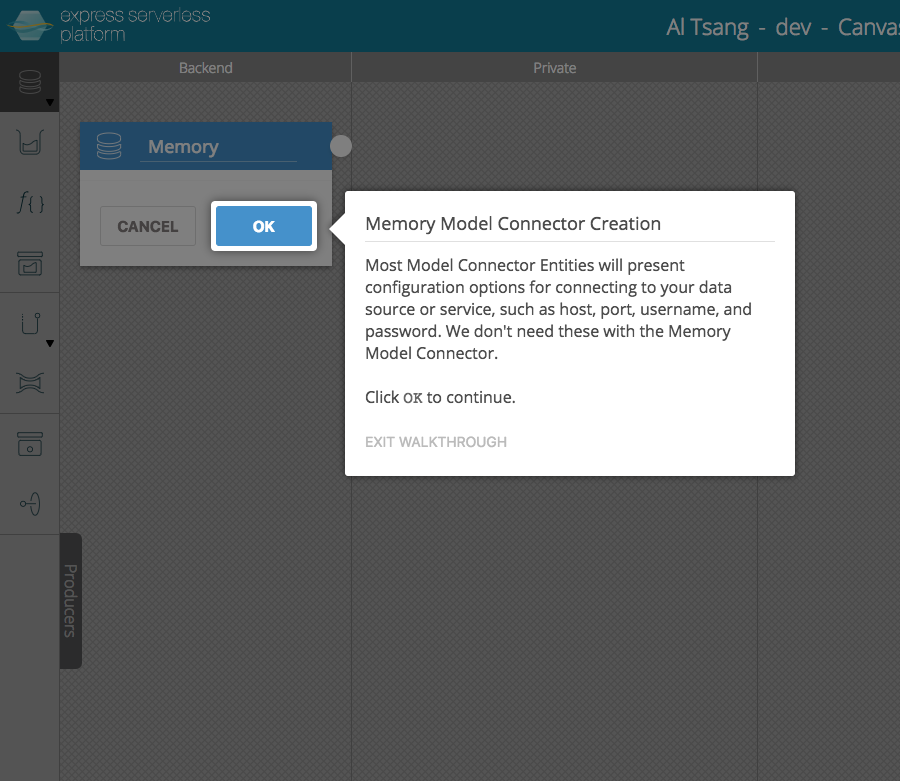 express serverless
platform
Al Tsang - dev - Canvas
Backend
Private
Memory
CANCEL
OK
Memory Model Connector Creation
Most Model Connector Entities will present
configuration options for connecting to your data
source or service, such as host, port, username, and
password. We don't need these with the Memory
Model Connector.
Click OK to continue.
EXIT WALKTHROUGH
f{}
Producers